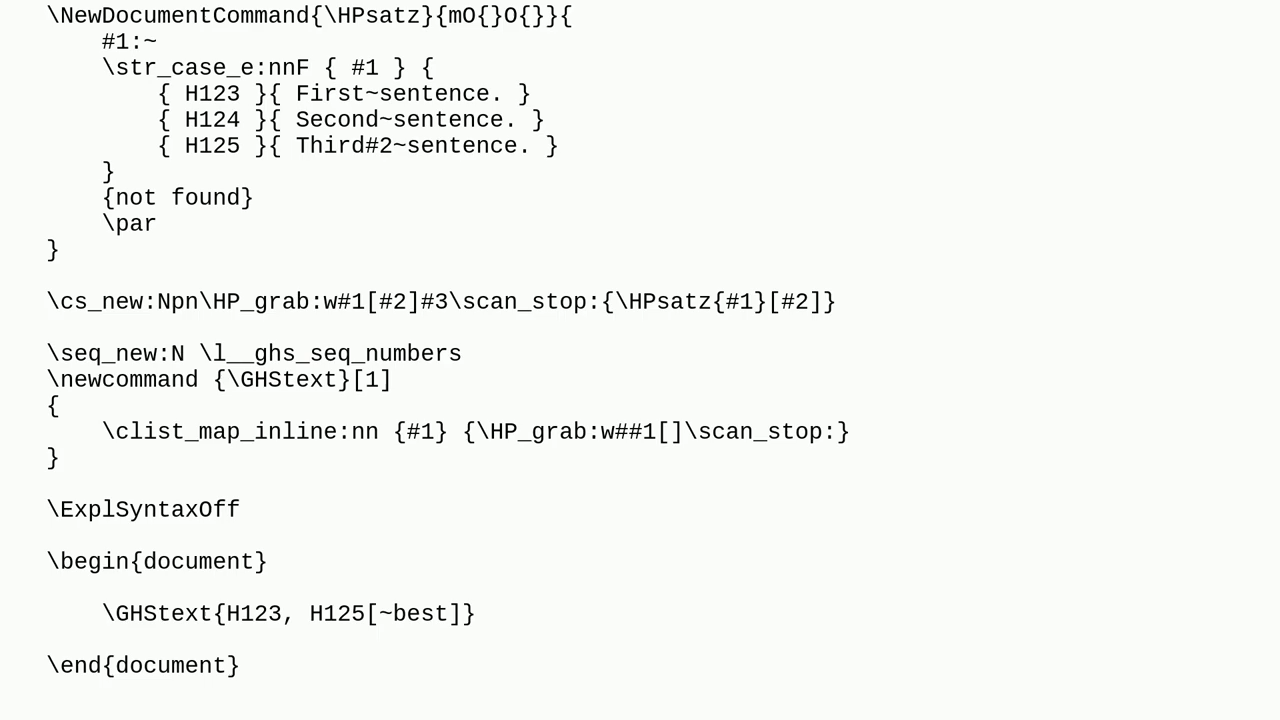 \NewDocumentCommand{\HPsatz}{mO{}O{}}{
    #1:~
    \str_case_e:nnF { #1 } {
        { H123 }{ First~sentence. }
        { H124 }{ Second~sentence. }
        { H125 }{ Third#2~sentence. }
    }
    {not found}
    \par
}

\cs_new:Npn\HP_grab:w#1[#2]#3\scan_stop:{\HPsatz{#1}[#2]}

\seq_new:N \l__ghs_seq_numbers
\newcommand {\GHStext}[1]
{
    \clist_map_inline:nn {#1} {\HP_grab:w##1[]\scan_stop:}
}

\ExplSyntaxOff

\begin{document}

    \GHStext{H123, H125[~best]}

\end{document}